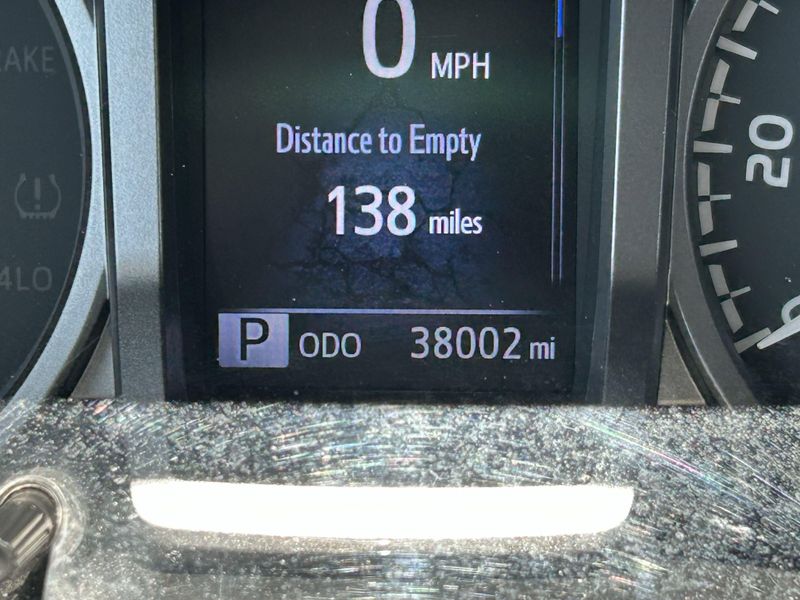 0 MPH
Distance to Empty
138 miles
P ODO 38002 mi
20
4LO